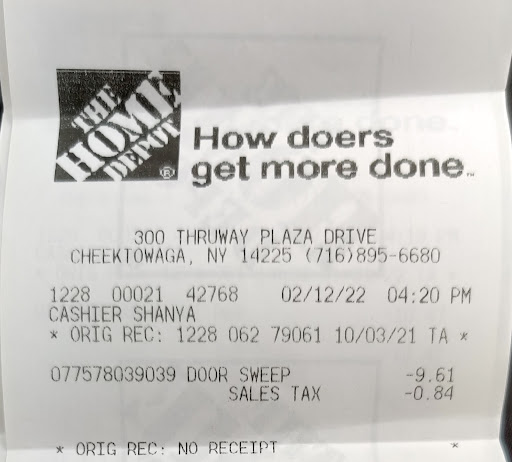 THE
HOME
DEPOT
®
How doers
get more done.™
300 THRUWAY PLAZA DRIVE
CHEEKTOWAGA, NY 14225 (716)895-6680
1228 00021 42768 02/12/22 04:20 PM
CASHIER SHANYA
* ORIG REC: 1228 062 79061 10/03/21 TA *
077578039039 DOOR SWEEP -9.61
SALES TAX -0.84
* ORIG REC: NO RECEIPT *